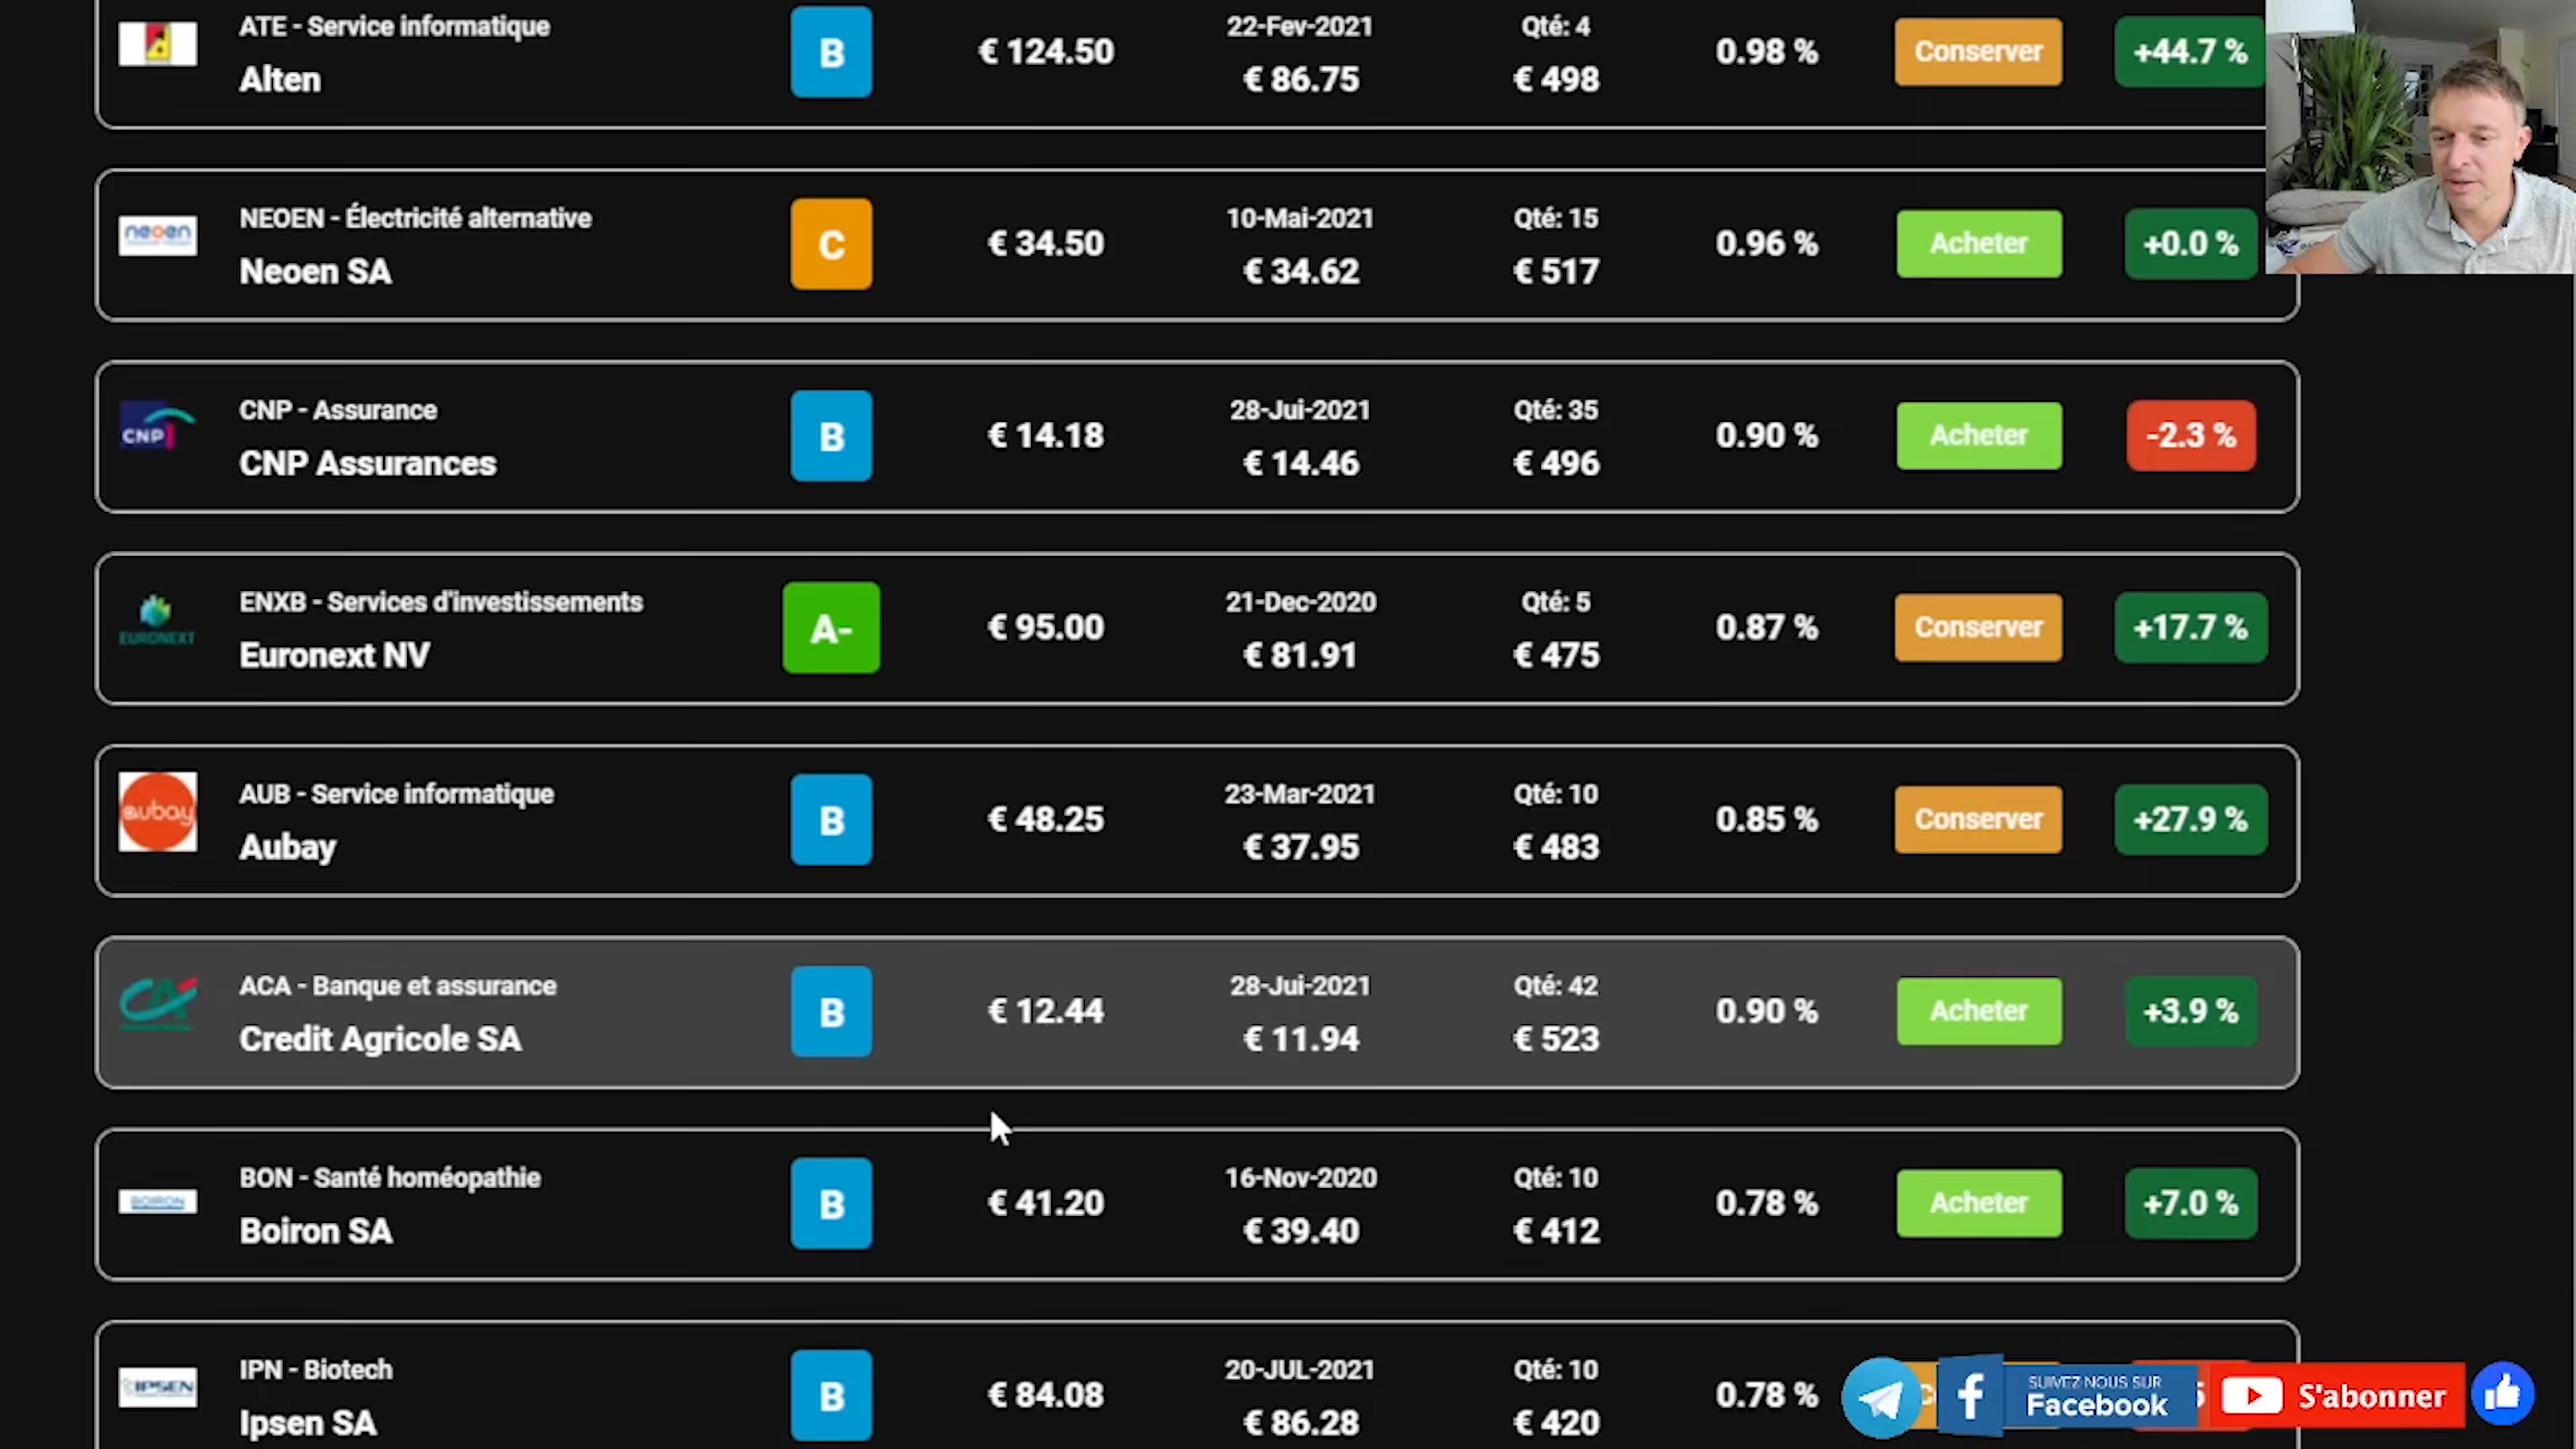 ATE - Service informatique
Alten
B
€ 124.50
22-Fev-2021
€ 86.75
Qté: 4
€ 498
0.98 %
Conserver
+44.7 %
neoen
NEOEN - Électricité alternative
Neoen SA
C
€ 34.50
10-Mai-2021
€ 34.62
Qté: 15
€ 517
0.96 %
Acheter
+0.0 %
CNP
CNP - Assurance
CNP Assurances
B
€ 14.18
28-Jui-2021
€ 14.46
Qté: 35
€ 496
0.90 %
Acheter
-2.3 %
EURONEXT
ENXB - Services d'investissements
Euronext NV
A-
€ 95.00
21-Dec-2020
€ 81.91
Qté: 5
€ 475
0.87 %
Conserver
+17.7 %
aubay
AUB - Service informatique
Aubay
B
€ 48.25
23-Mar-2021
€ 37.95
Qté: 10
€ 483
0.85 %
Conserver
+27.9 %
ACA - Banque et assurance
Credit Agricole SA
B
€ 12.44
28-Jui-2021
€ 11.94
Qté: 42
€ 523
0.90 %
Acheter
+3.9 %
BOIRON
BON - Santé homéopathie
Boiron SA
B
€ 41.20
16-Nov-2020
€ 39.40
Qté: 10
€ 412
0.78 %
Acheter
+7.0 %
IPSEN
IPN - Biotech
Ipsen SA
B
€ 84.08
20-JUL-2021
€ 86.28
Qté: 10
€ 420
0.78 %
SUIVEZ-NOUS SUR
Facebook
S'abonner